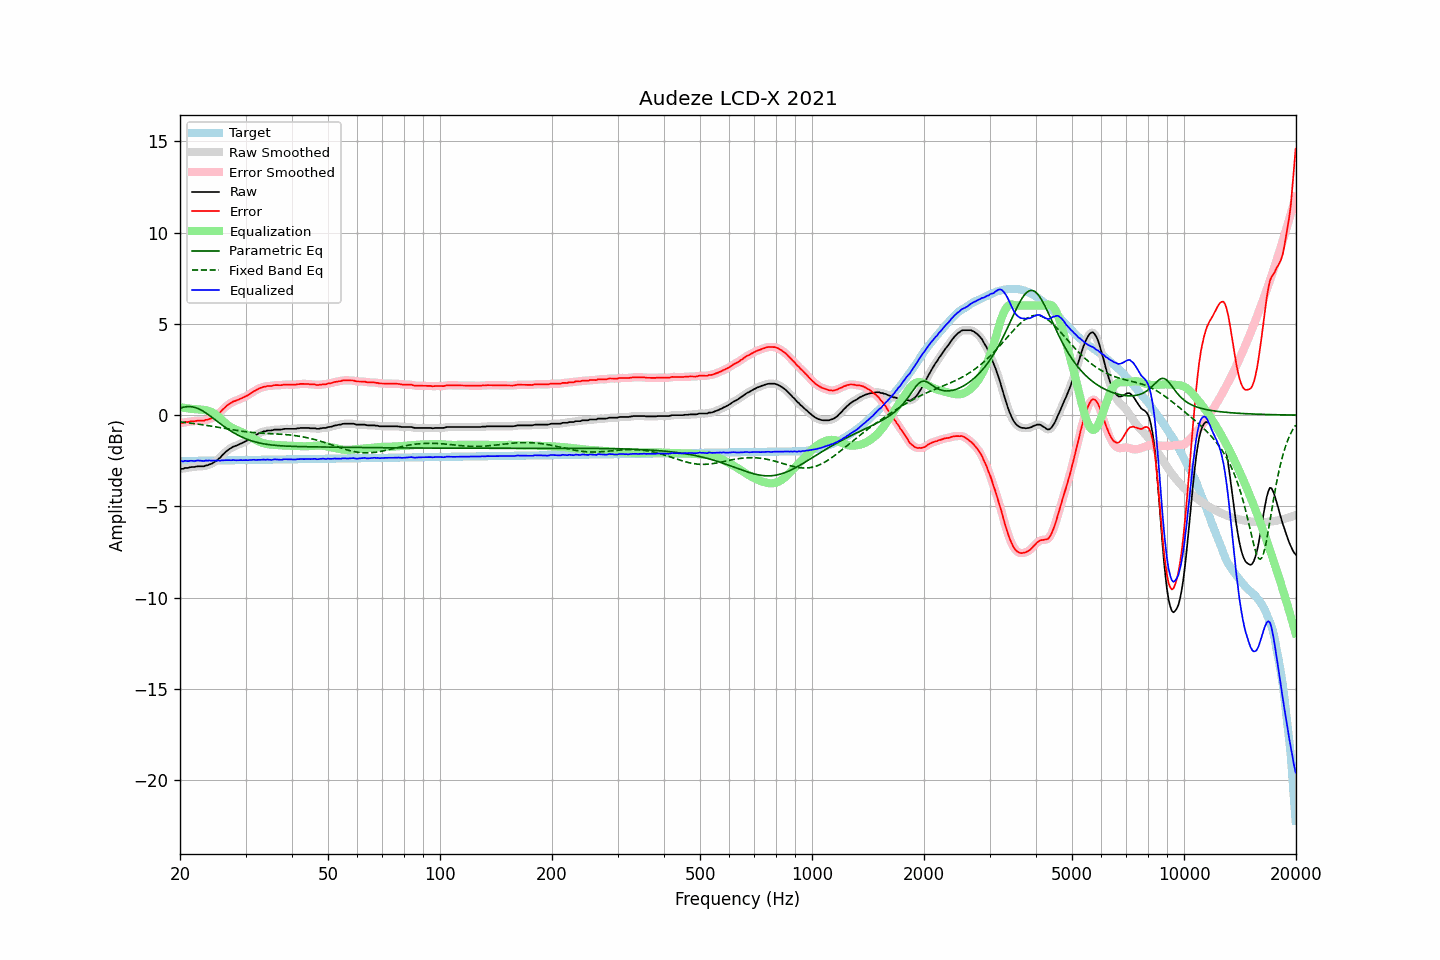 Audeze LCD-X 2021
Target
Raw Smoothed
Error Smoothed
Raw
Error
Equalization
Parametric Eq
Fixed Band Eq
Equalized
15
10
5
0
−5
−10
−15
−20
Amplitude (dBr)
20
50
100
200
500
1000
2000
5000
10000
20000
Frequency (Hz)